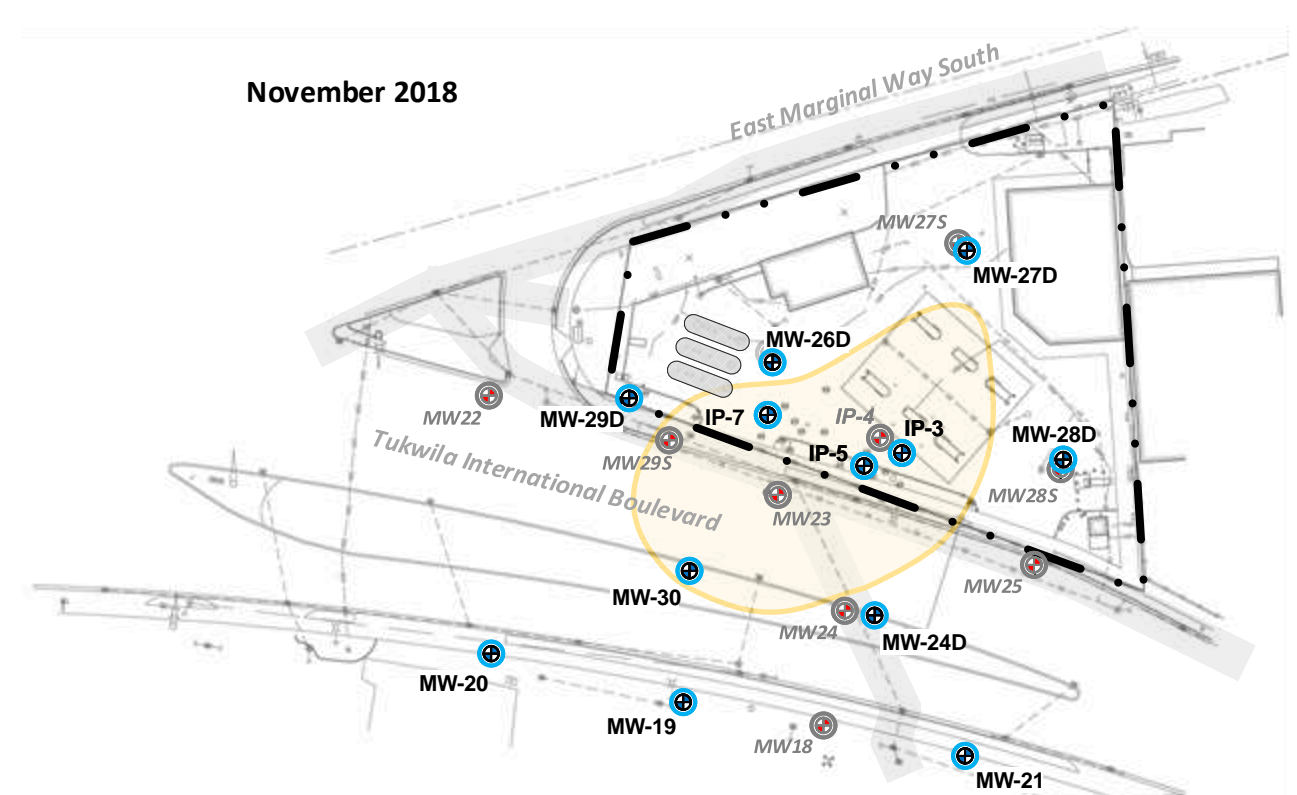 East Marginal Way South
November 2018
MW27S
MW-27D
MW-26D
MW22
MW-29D
IP-7
IP-4
IP-3
MW-28D
Tukwila International Boulevard
MW29S
IP-5
MW28S
MW23
MW-30
MW25
MW24
MW-24D
MW-20
MW-19
MW18
MW-21